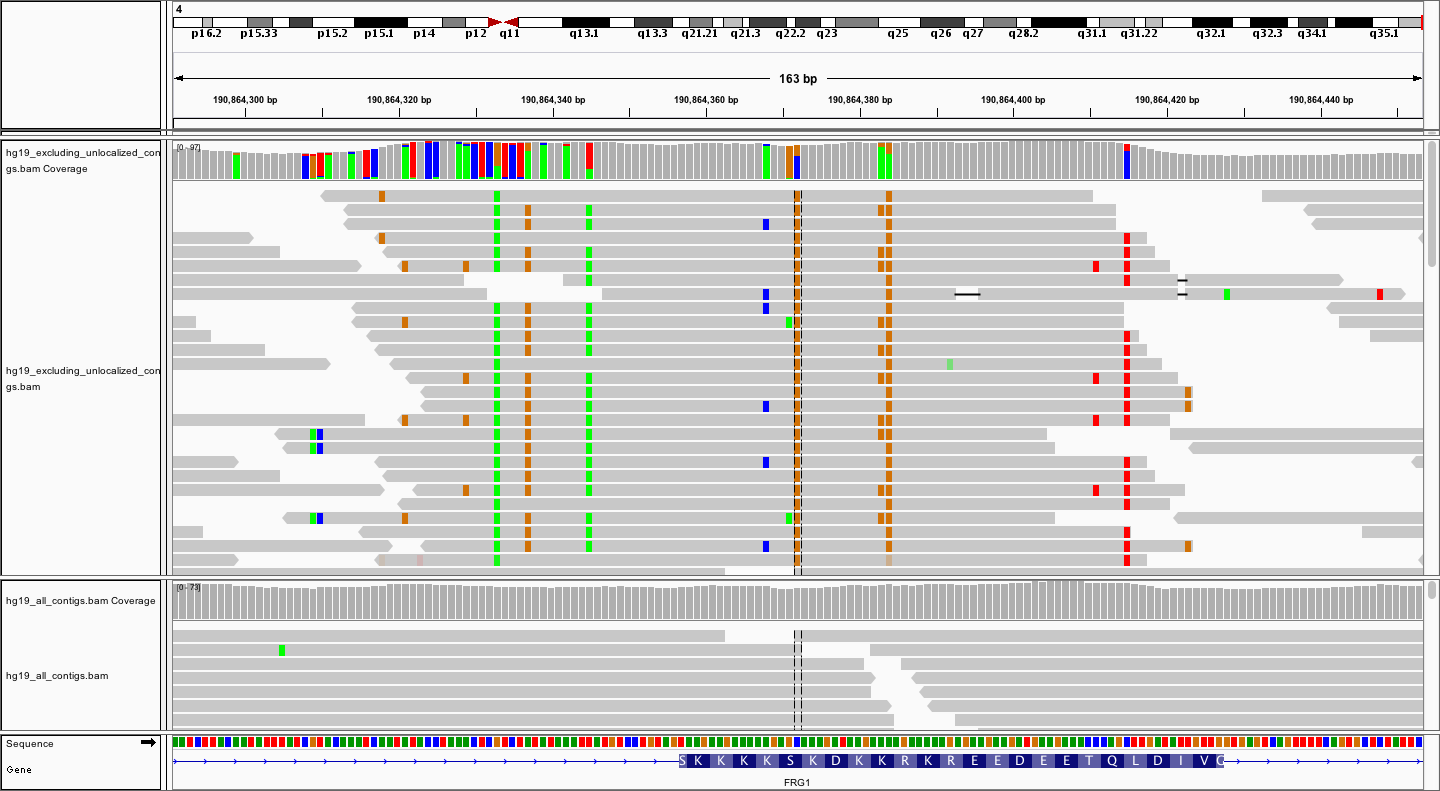 4
p16.2 p15.33 p15.2 p15.1 p14 p12 q11 q13.1 q13.3 q21.21 q21.3 q22.2 q23 q25 q26 q27 q28.2 q31.1 q31.22 q32.1 q32.3 q34.1 q35.1
163 bp
190,864,300 bp 190,864,320 bp 190,864,340 bp 190,864,360 bp 190,864,380 bp 190,864,400 bp 190,864,420 bp 190,864,440 bp
hg19_excluding_unlocalized_con
gs.bam Coverage
[0 - 97]
hg19_excluding_unlocalized_con
gs.bam
hg19_all_contigs.bam Coverage
[0 - 73]
hg19_all_contigs.bam
Sequence
Gene
S K K K K S K D K K R K R E E D E E T Q L D I V G
FRG1